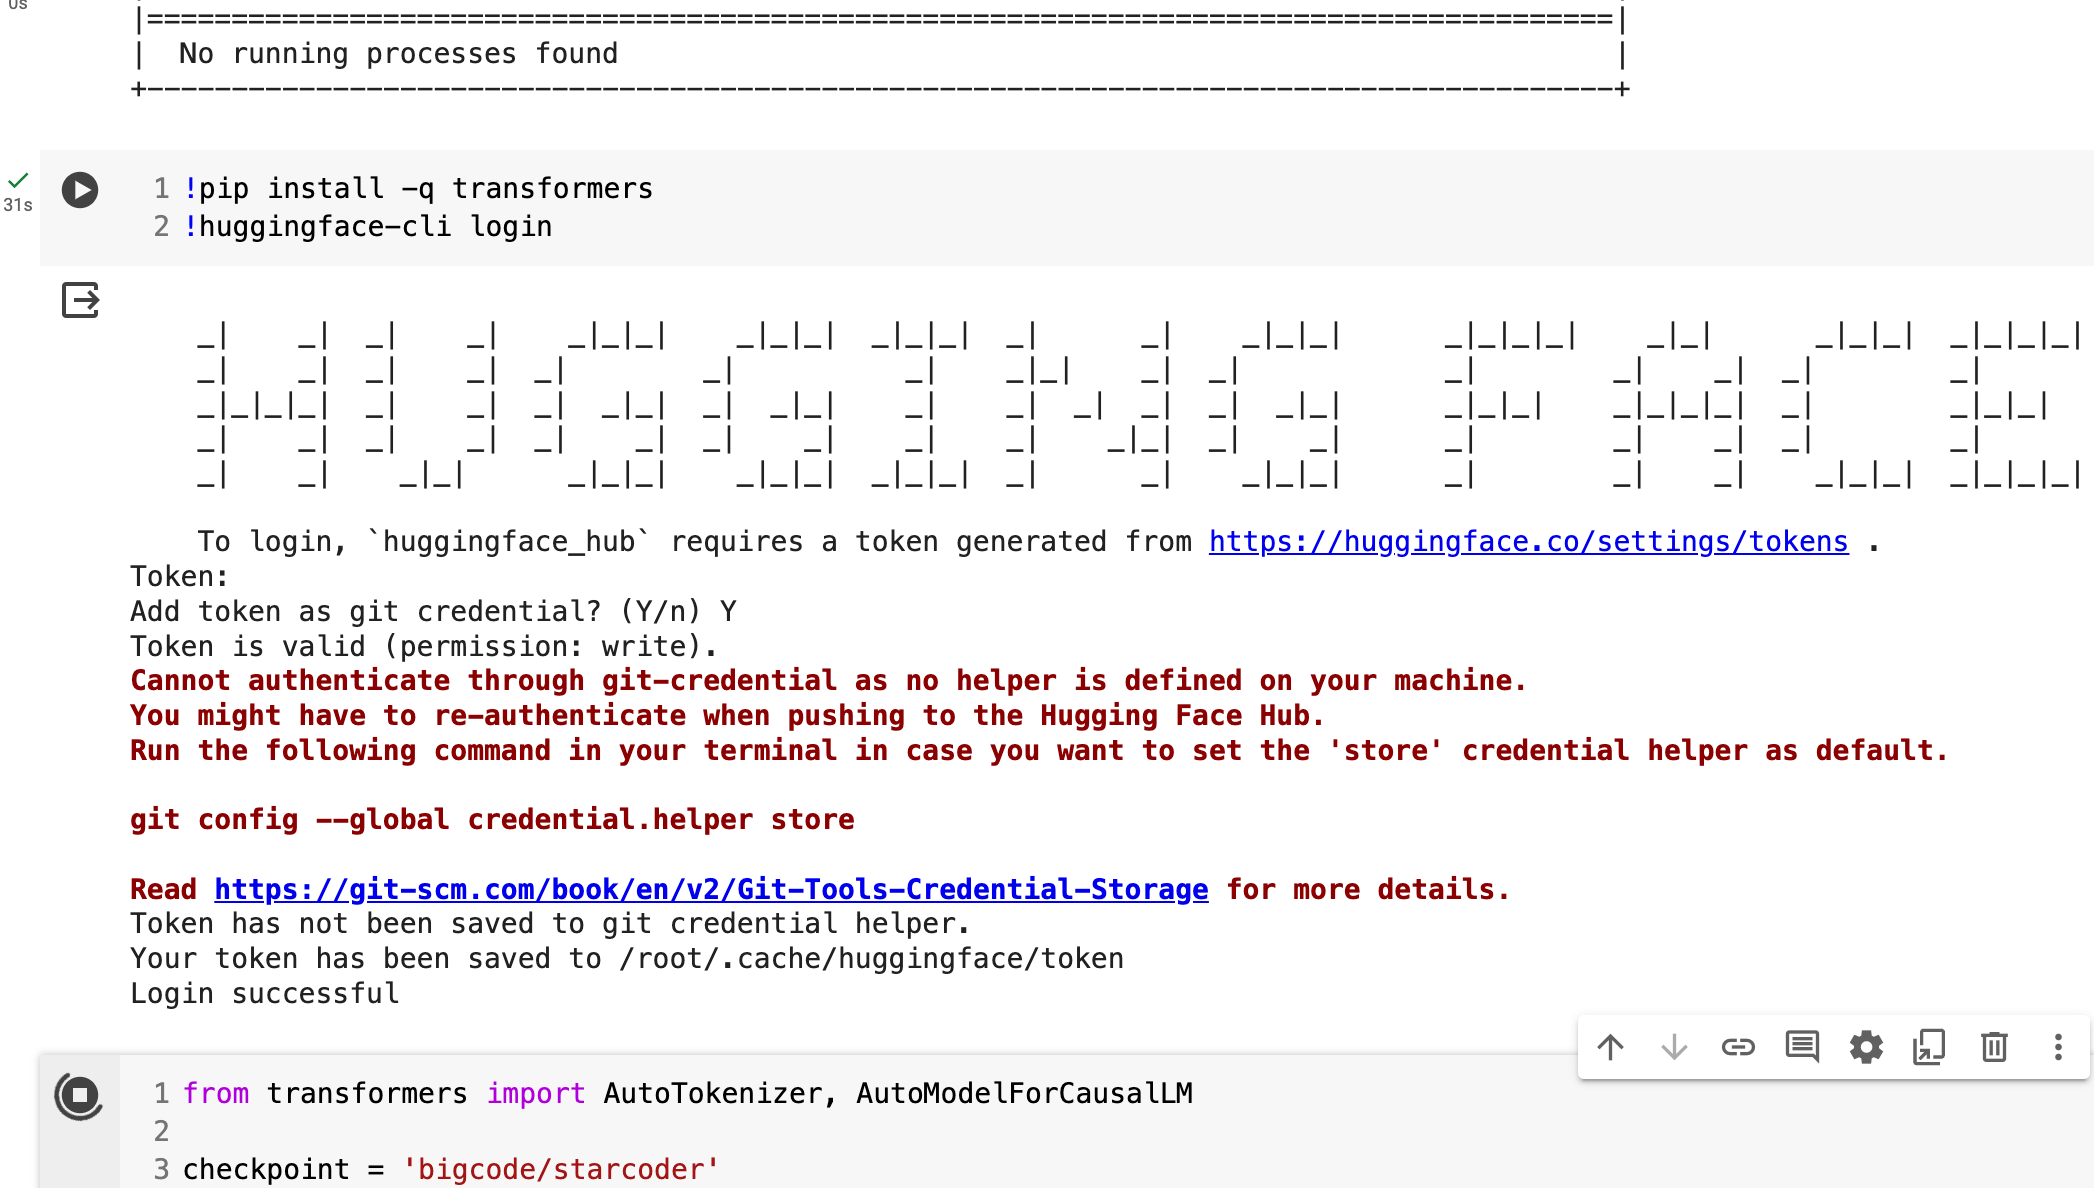 0s
|=======================================================================================|
|  No running processes found                                                           |
+---------------------------------------------------------------------------------------+
31s
1 !pip install -q transformers
2 !huggingface-cli login
    _|    _|  _|    _|    _|_|_|    _|_|_|  _|_|_|  _|      _|    _|_|_|      _|_|_|_|    _|_|      _|_|_|  _|_|_|_|
    _|    _|  _|    _|  _|        _|          _|    _|_|    _|  _|            _|        _|    _|  _|        _|
    _|_|_|_|  _|    _|  _|  _|_|  _|  _|_|    _|    _|  _|  _|  _|  _|_|      _|_|_|    _|_|_|_|  _|        _|_|_|
    _|    _|  _|    _|  _|    _|  _|    _|    _|    _|    _|_|  _|    _|      _|        _|    _|  _|        _|
    _|    _|    _|_|      _|_|_|    _|_|_|  _|_|_|  _|      _|    _|_|_|      _|        _|    _|    _|_|_|  _|_|_|_|
    To login, `huggingface_hub` requires a token generated from https://huggingface.co/settings/tokens .
Token:
Add token as git credential? (Y/n) Y
Token is valid (permission: write).
Cannot authenticate through git-credential as no helper is defined on your machine.
You might have to re-authenticate when pushing to the Hugging Face Hub.
Run the following command in your terminal in case you want to set the 'store' credential helper as default.
git config --global credential.helper store
Read https://git-scm.com/book/en/v2/Git-Tools-Credential-Storage for more details.
Token has not been saved to git credential helper.
Your token has been saved to /root/.cache/huggingface/token
Login successful
1 from transformers import AutoTokenizer, AutoModelForCausalLM
2
3 checkpoint = 'bigcode/starcoder'